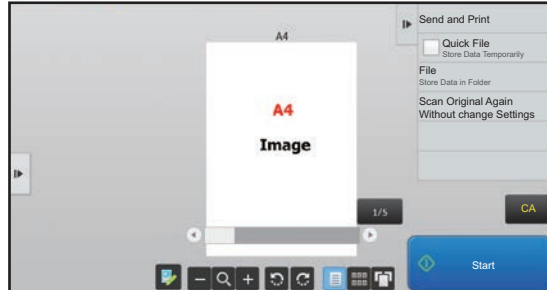 A4
A4
Image
1/5
Send and Print
Quick File
Store Data Temporarily
File
Store Data in Folder
Scan Original Again
Without change Settings
CA
Start